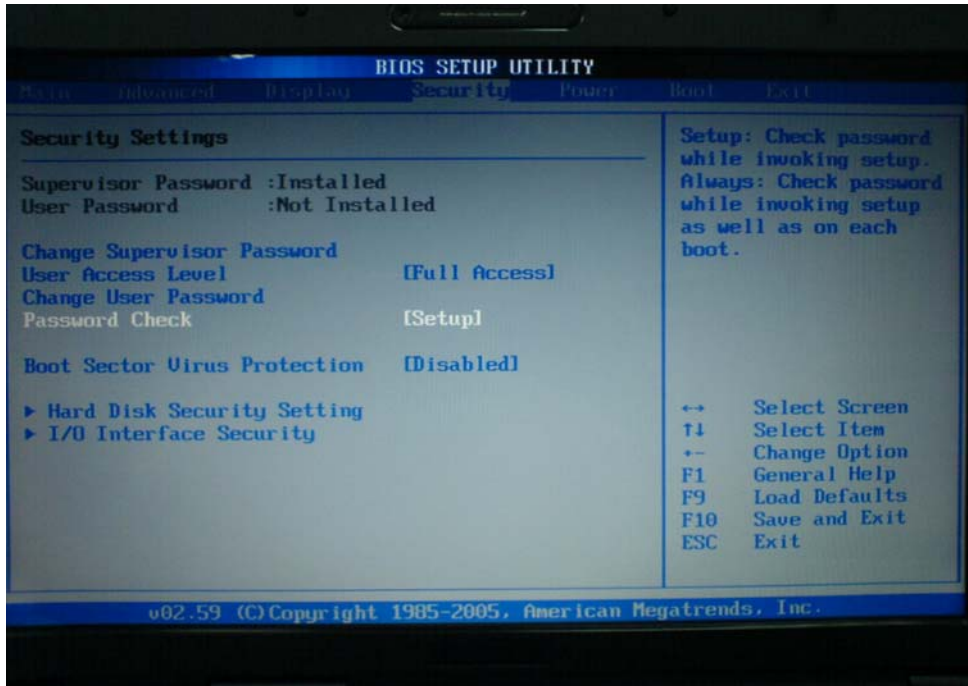 BIOS SETUP UTILITY
Main Advanced Display Security Power Boot Exit
Security Settings
Supervisor Password :Installed
User Password :Not Installed
Change Supervisor Password
User Access Level [Full Access]
Change User Password
Password Check [Setup]
Boot Sector Virus Protection [Disabled]
▶ Hard Disk Security Setting
▶ I/O Interface Security
Setup: Check password
while invoking setup.
Always: Check password
while invoking setup
as well as on each
boot.
←→ Select Screen
↑↓ Select Item
+- Change Option
F1 General Help
F9 Load Defaults
F10 Save and Exit
ESC Exit
v02.59 (C)Copyright 1985-2005, American Megatrends, Inc.